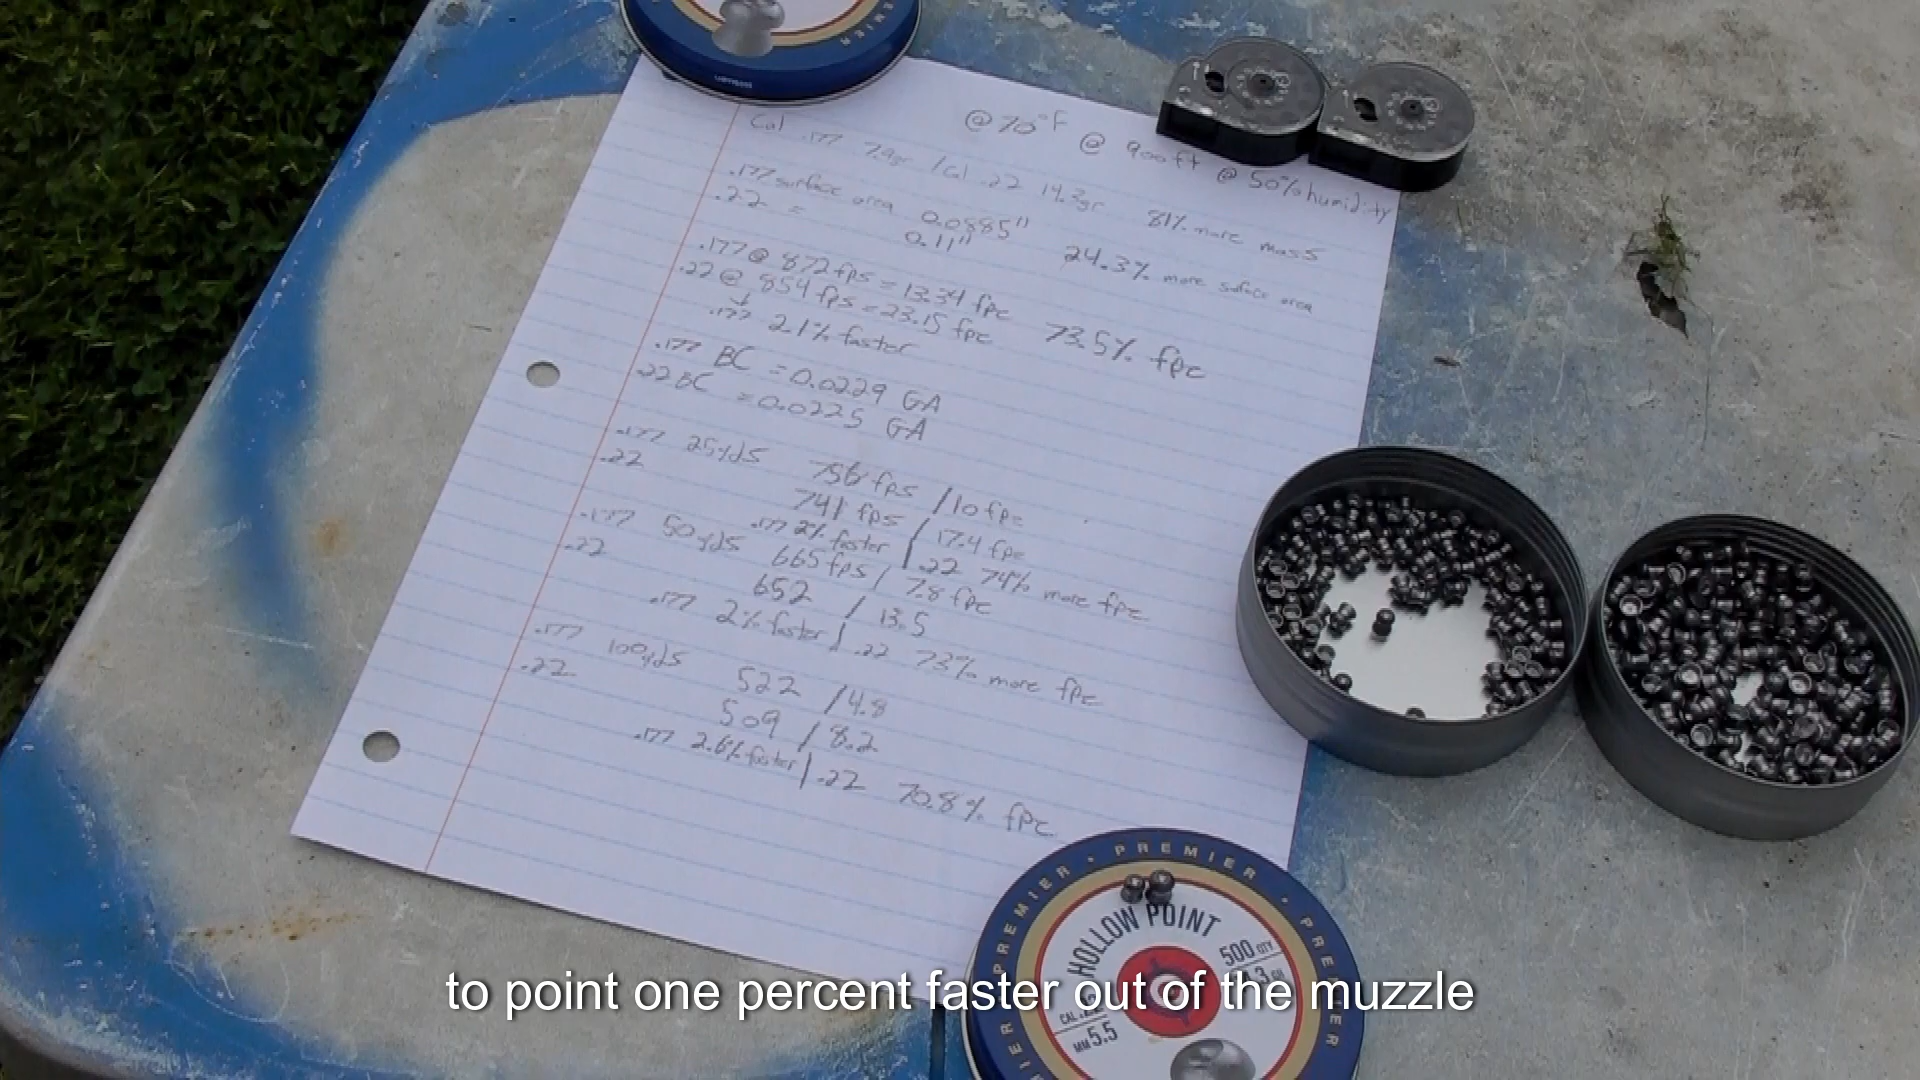 PREMIER
@ 70°F @ 900ft @ 50% humidity
Cal .177 7.9gr / Cal .22 14.3gr 81% more mass
.177 surface area 0.0885"
.22 = 0.11" 24.3% more surface area
.177 @ 872 fps = 13.34 fpe
.22 @ 854 fps = 23.15 fpe 73.5% fpe
.177 2.1% faster
.177 BC = 0.0229 GA
.22 BC = 0.0225 GA
.177 25yds 756 fps / 10 fpe
.22 741 fps / 17.4 fpe
.177 2% faster / .22 74% more fpe
.177 50yds 665 fps / 7.8 fpe
.22 652 / 13.5
.177 2% faster / .22 73% more fpe
.177 100yds 522 / 4.8
.22 509 / 8.2
.177 2.6% faster / .22 70.8% fpe
PREMIER • PREMIER • PREMIER
HOLLOW POINT
500 QTY
CAL .22
MM 5.5
to point one percent faster out of the muzzle